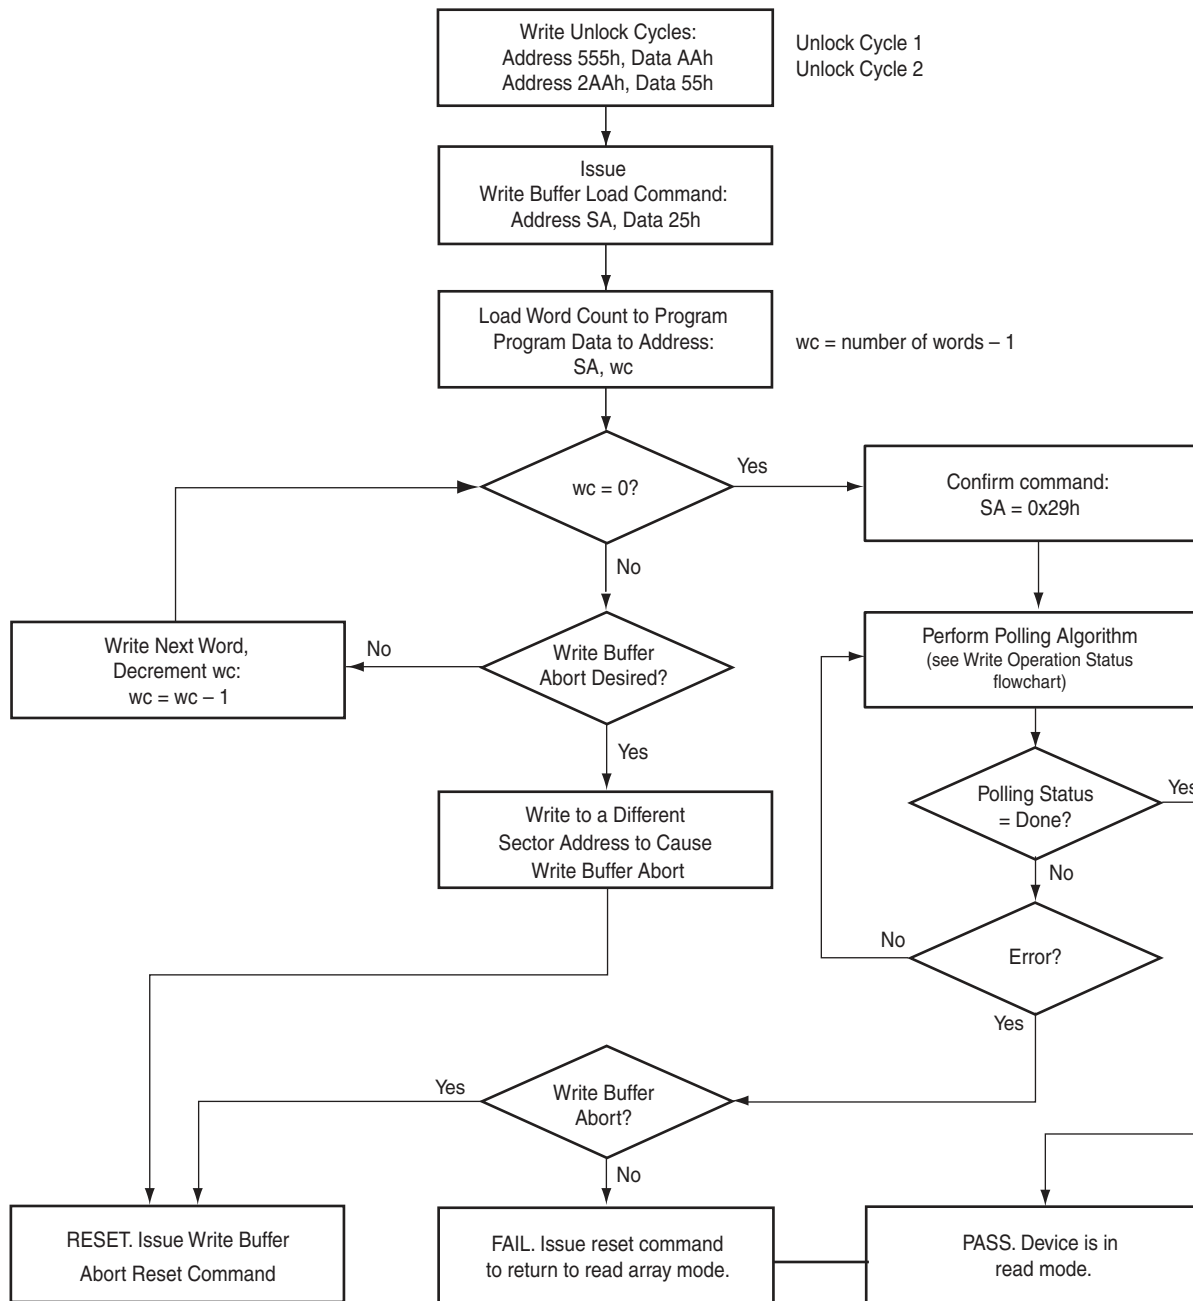 Write Unlock Cycles:
Address 555h, Data AAh
Address 2AAh, Data 55h
Unlock Cycle 1
Unlock Cycle 2
Issue
Write Buffer Load Command:
Address SA, Data 25h
Load Word Count to Program
Program Data to Address:
SA, wc
wc = number of words – 1
wc = 0?
Yes
Confirm command:
SA = 0x29h
No
Write Next Word,
Decrement wc:
wc = wc – 1
No
Write Buffer
Abort Desired?
Perform Polling Algorithm
(see Write Operation Status
flowchart)
Yes
Polling Status
= Done?
Yes
Write to a Different
Sector Address to Cause
Write Buffer Abort
No
No
Error?
Yes
Yes
Write Buffer
Abort?
No
RESET. Issue Write Buffer
Abort Reset Command
FAIL. Issue reset command
to return to read array mode.
PASS. Device is in
read mode.